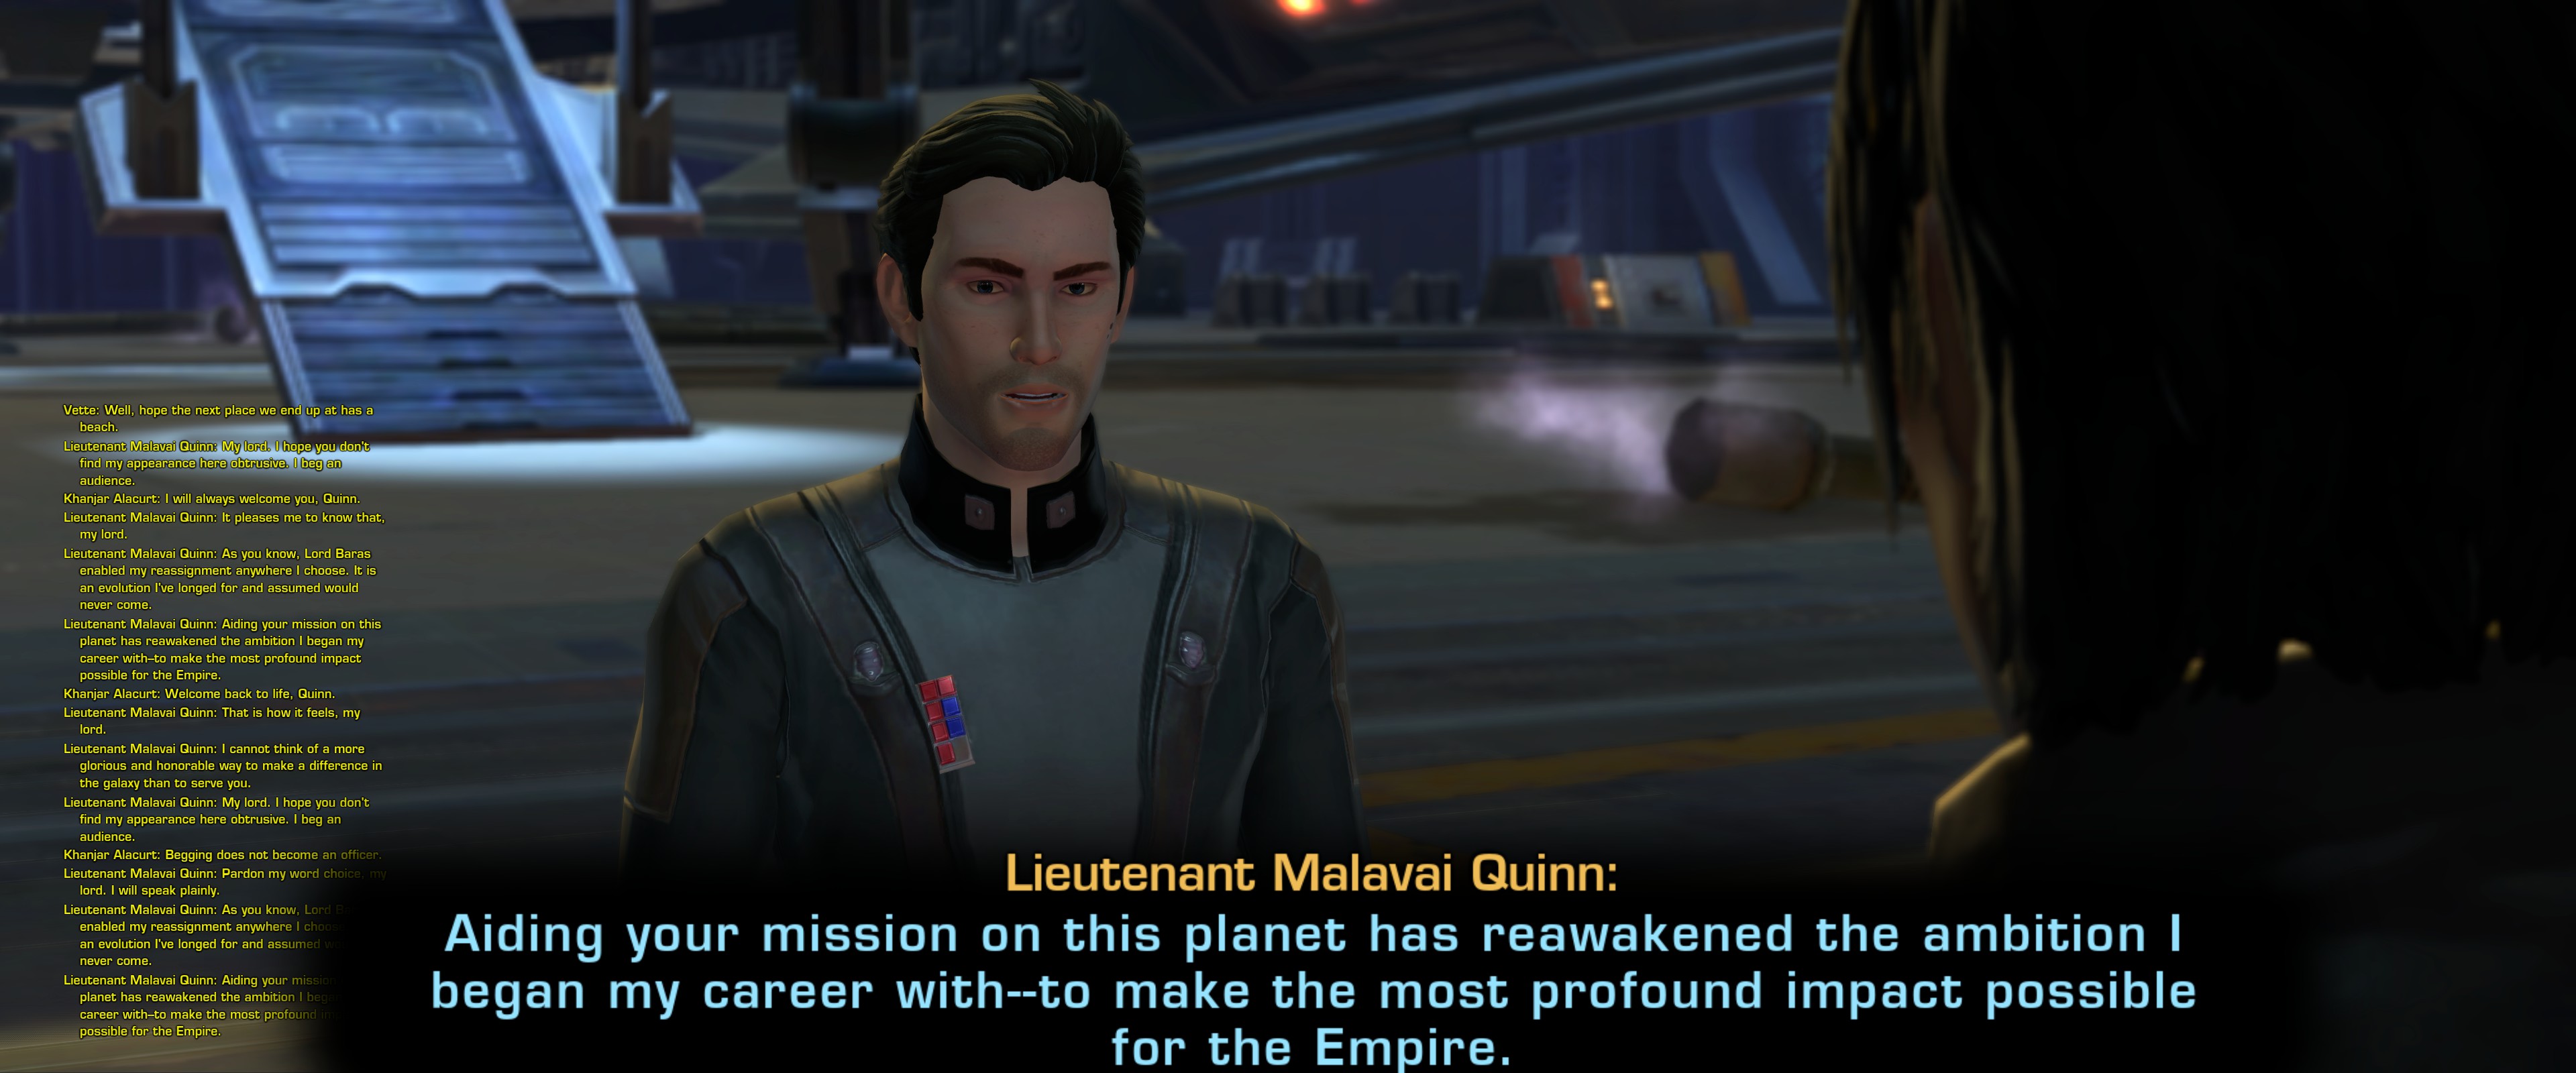 Vette: Well, hope the next place we end up at has a
beach.
Lieutenant Malavai Quinn: My lord. I hope you don't
find my appearance here obtrusive. I beg an
audience.
Khanjar Alacurt: I will always welcome you, Quinn.
Lieutenant Malavai Quinn: It pleases me to know that,
my lord.
Lieutenant Malavai Quinn: As you know, Lord Baras
enabled my reassignment anywhere I choose. It is
an evolution I've longed for and assumed would
never come.
Lieutenant Malavai Quinn: Aiding your mission on this
planet has reawakened the ambition I began my
career with--to make the most profound impact
possible for the Empire.
Khanjar Alacurt: Welcome back to life, Quinn.
Lieutenant Malavai Quinn: That is how it feels, my
lord.
Lieutenant Malavai Quinn: I cannot think of a more
glorious and honorable way to make a difference in
the galaxy than to serve you.
Lieutenant Malavai Quinn: My lord. I hope you don't
find my appearance here obtrusive. I beg an
audience.
Khanjar Alacurt: Begging does not become an officer.
Lieutenant Malavai Quinn: Pardon my word choice, my
lord. I will speak plainly.
Lieutenant Malavai Quinn: As you know, Lord
enabled my reassignment anywhere I
an evolution I've longed for and assumed
never come.
Lieutenant Malavai Quinn: Aiding your mission
planet has reawakened the ambition I
career with--to make the most profound
possible for the Empire.
Lieutenant Malavai Quinn:
Aiding your mission on this planet has reawakened the ambition I
began my career with--to make the most profound impact possible
for the Empire.